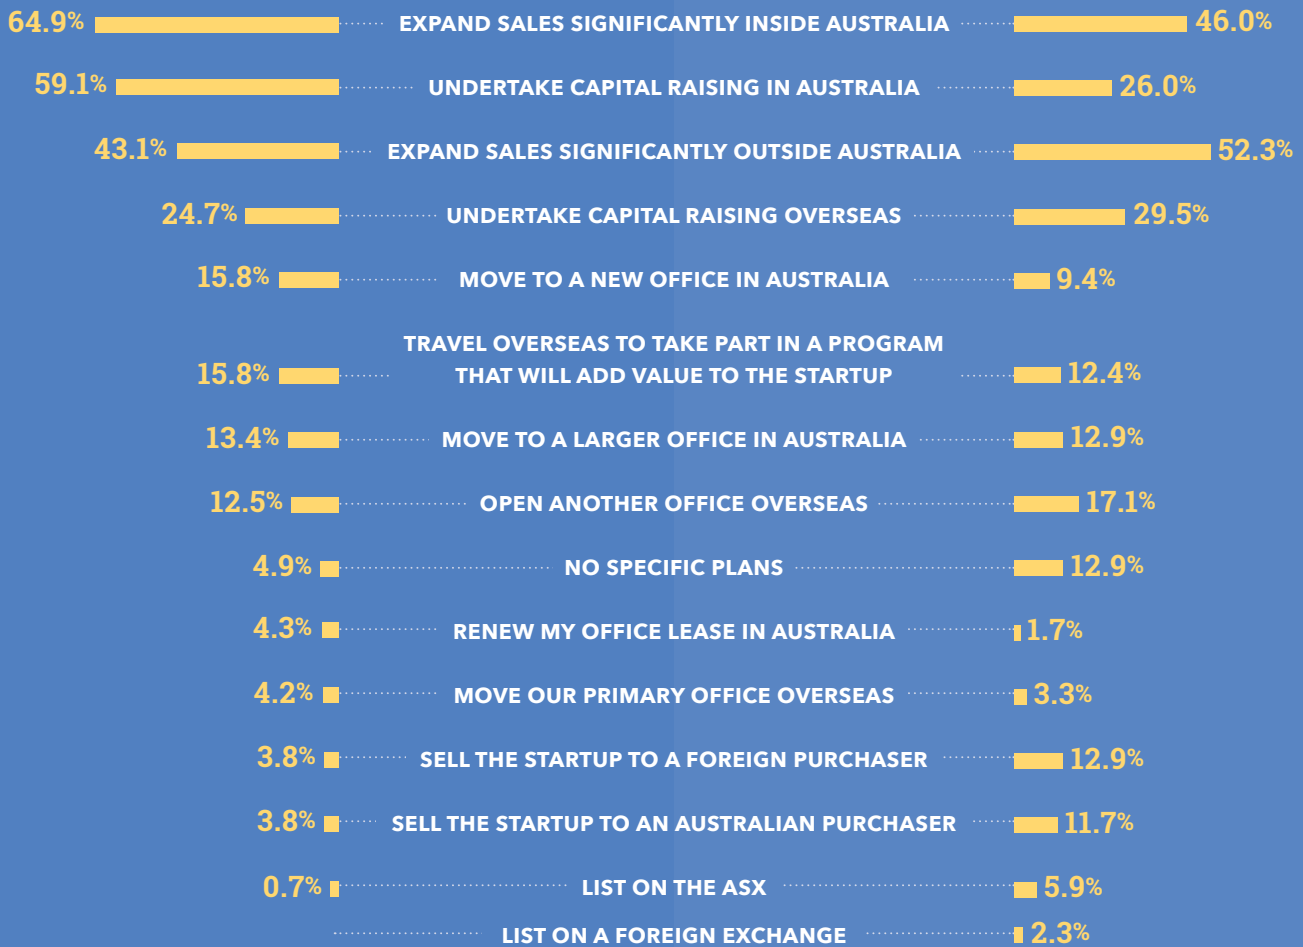 64.9% EXPAND SALES SIGNIFICANTLY INSIDE AUSTRALIA 46.0%
59.1% UNDERTAKE CAPITAL RAISING IN AUSTRALIA 26.0%
43.1% EXPAND SALES SIGNIFICANTLY OUTSIDE AUSTRALIA 52.3%
24.7% UNDERTAKE CAPITAL RAISING OVERSEAS 29.5%
15.8% MOVE TO A NEW OFFICE IN AUSTRALIA 9.4%
TRAVEL OVERSEAS TO TAKE PART IN A PROGRAM
15.8% THAT WILL ADD VALUE TO THE STARTUP 12.4%
13.4% MOVE TO A LARGER OFFICE IN AUSTRALIA 12.9%
12.5% OPEN ANOTHER OFFICE OVERSEAS 17.1%
4.9% NO SPECIFIC PLANS 12.9%
4.3% RENEW MY OFFICE LEASE IN AUSTRALIA 1.7%
4.2% MOVE OUR PRIMARY OFFICE OVERSEAS 3.3%
3.8% SELL THE STARTUP TO A FOREIGN PURCHASER 12.9%
3.8% SELL THE STARTUP TO AN AUSTRALIAN PURCHASER 11.7%
0.7% LIST ON THE ASX 5.9%
LIST ON A FOREIGN EXCHANGE 2.3%